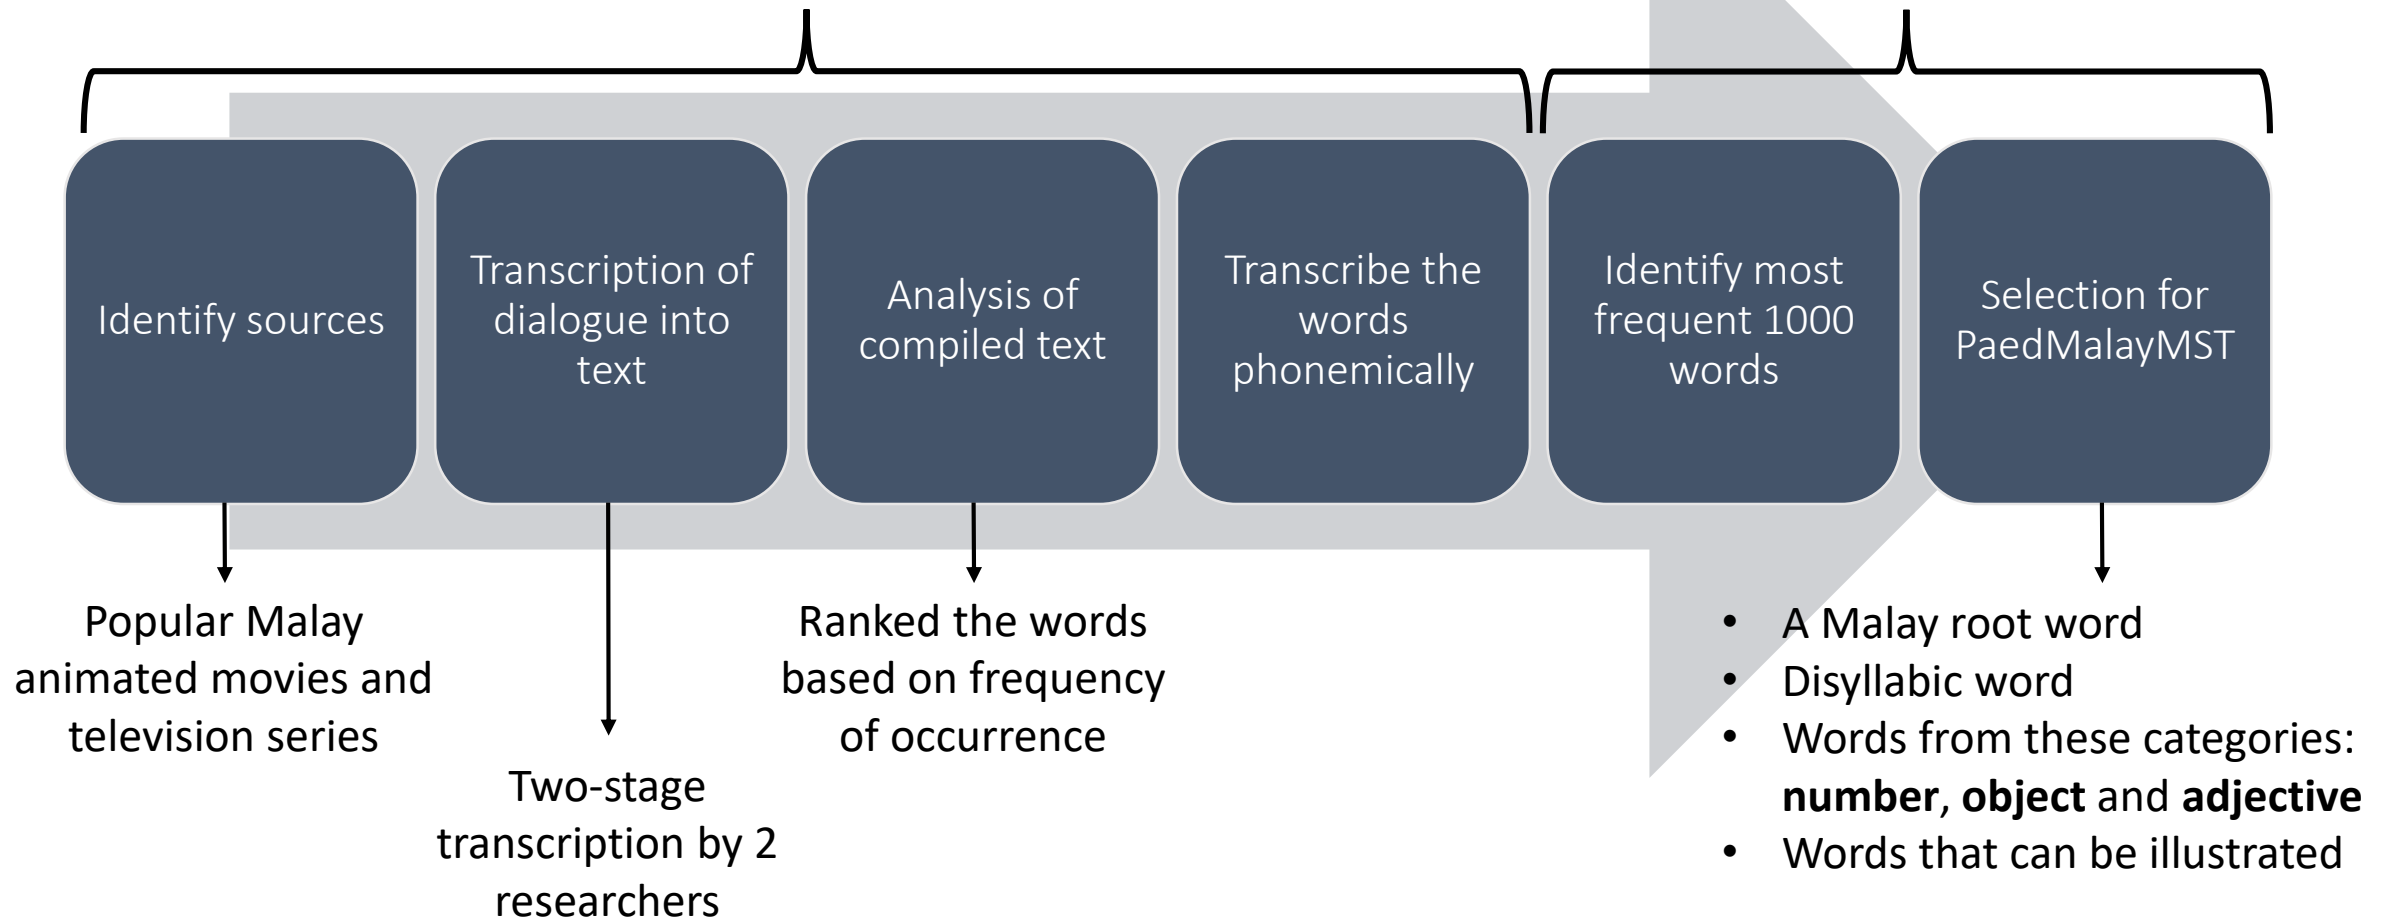 Identify sources
Transcription of
dialogue into
text
Analysis of
compiled text
Transcribe the
words
phonemically
Identify most
frequent 1000
words
Selection for
PaedMalayMST
Popular Malay
animated movies and
television series
Two-stage
transcription by 2
researchers
Ranked the words
based on frequency
of occurrence
• A Malay root word
• Disyllabic word
• Words from these categories:
number, object and adjective
• Words that can be illustrated